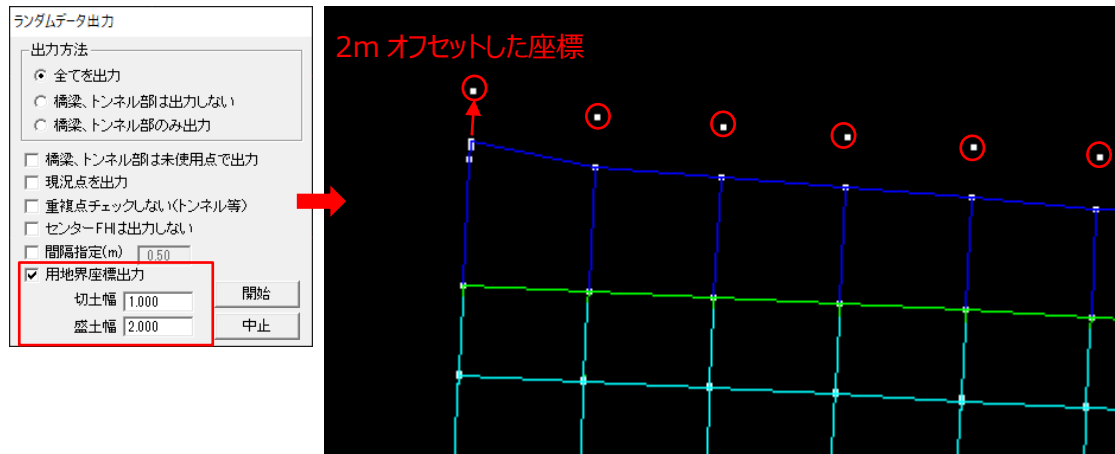 ランダムデータ出力
出力方法
全てを出力
橋梁、トンネル部は出力しない
橋梁、トンネル部のみ出力
橋梁、トンネル部は未使用点で出力
現況点を出力
重複点チェックしない(トンネル等)
センターFHは出力しない
間隔指定(m) 0.50
用地界座標出力
切土幅 1.000
盛土幅 2.000
開始
中止
2m オフセットした座標